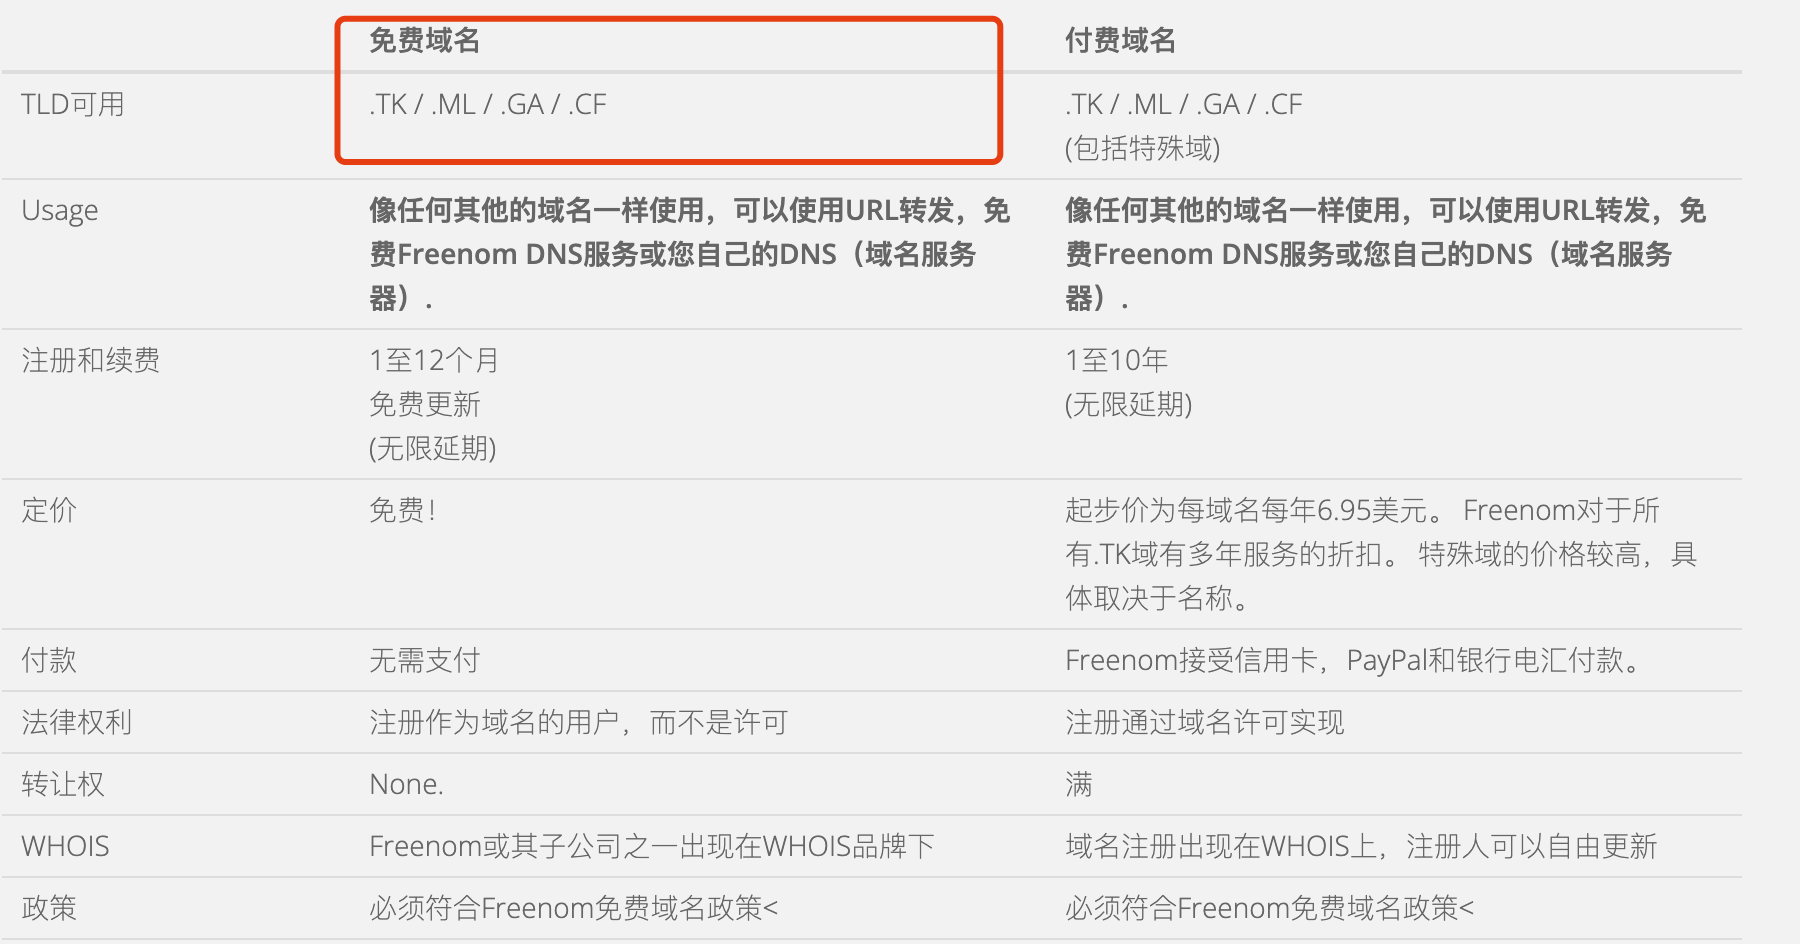 免费域名
付费域名
TLD可用
.TK / .ML / .GA / .CF
.TK / .ML / .GA / .CF
(包括特殊域)
Usage
像任何其他的域名一样使用，可以使用URL转发，免
费Freenom DNS服务或您自己的DNS（域名服务
器）.
像任何其他的域名一样使用，可以使用URL转发，免
费Freenom DNS服务或您自己的DNS（域名服务
器）.
注册和续费
1至12个月
免费更新
(无限延期)
1至10年
(无限延期)
定价
免费！
起步价为每域名每年6.95美元。 Freenom对于所
有.TK域有多年服务的折扣。 特殊域的价格较高，具
体取决于名称。
付款
无需支付
Freenom接受信用卡，PayPal和银行电汇付款。
法律权利
注册作为域名的用户，而不是许可
注册通过域名许可实现
转让权
None.
满
WHOIS
Freenom或其子公司之一出现在WHOIS品牌下
域名注册出现在WHOIS上，注册人可以自由更新
政策
必须符合Freenom免费域名政策<
必须符合Freenom免费域名政策<